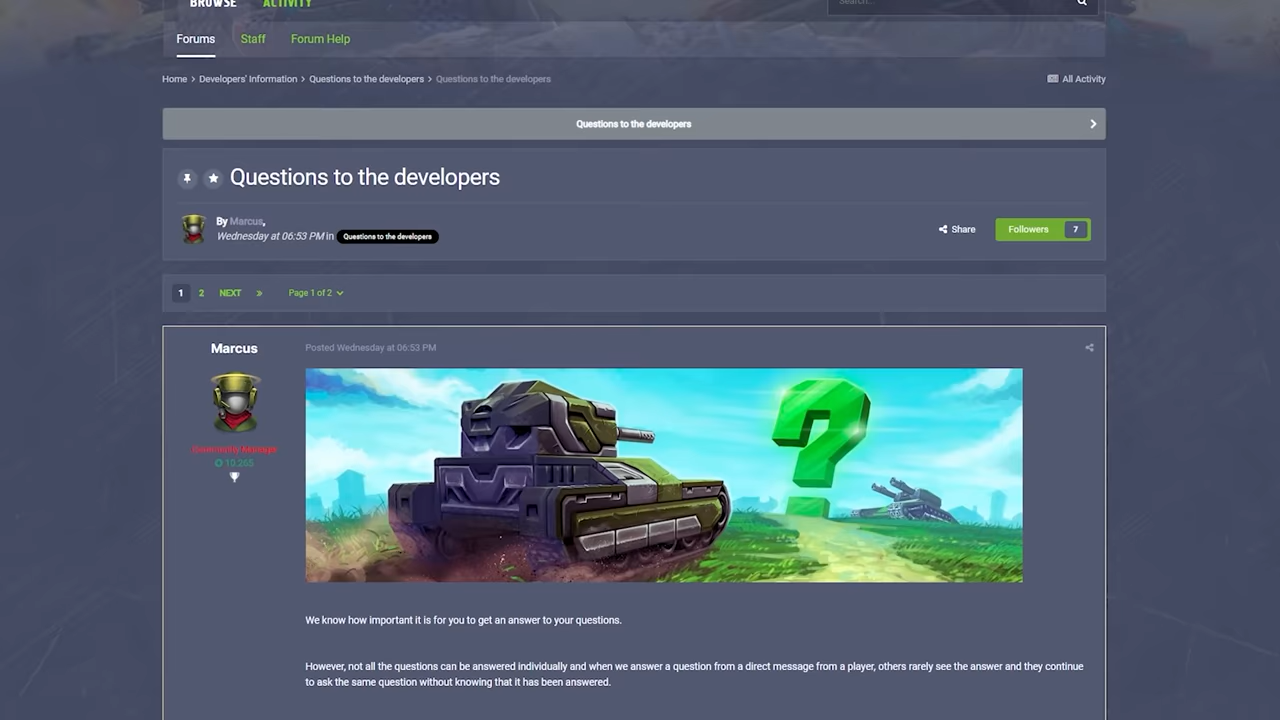 BROWSE ACTIVITY
Search...
Forums Staff Forum Help
Home > Developers' Information > Questions to the developers > Questions to the developers
All Activity
Questions to the developers
Questions to the developers
By Marcus,
Wednesday at 06:53 PM in Questions to the developers
Share
Followers 7
1 2 NEXT » Page 1 of 2
Marcus
Community Manager
10,265
Posted Wednesday at 06:53 PM
We know how important it is for you to get an answer to your questions.
However, not all the questions can be answered individually and when we answer a question from a direct message from a player, others rarely see the answer and they continue
to ask the same question without knowing that it has been answered.